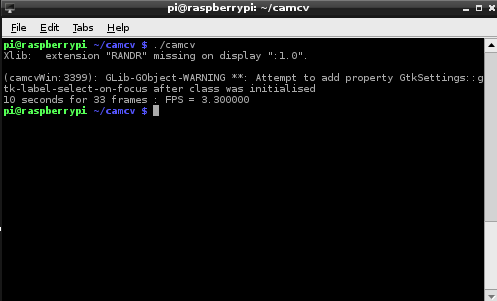 pi@raspberrypi: ~/camcv
File Edit Tabs Help
pi@raspberrypi ~/camcv $ ./camcv
Xlib:  extension "RANDR" missing on display ":1.0".
(camcvWin:3399): GLib-GObject-WARNING **: Attempt to add property GtkSettings::g
tk-label-select-on-focus after class was initialised
10 seconds for 33 frames : FPS = 3.300000
pi@raspberrypi ~/camcv $